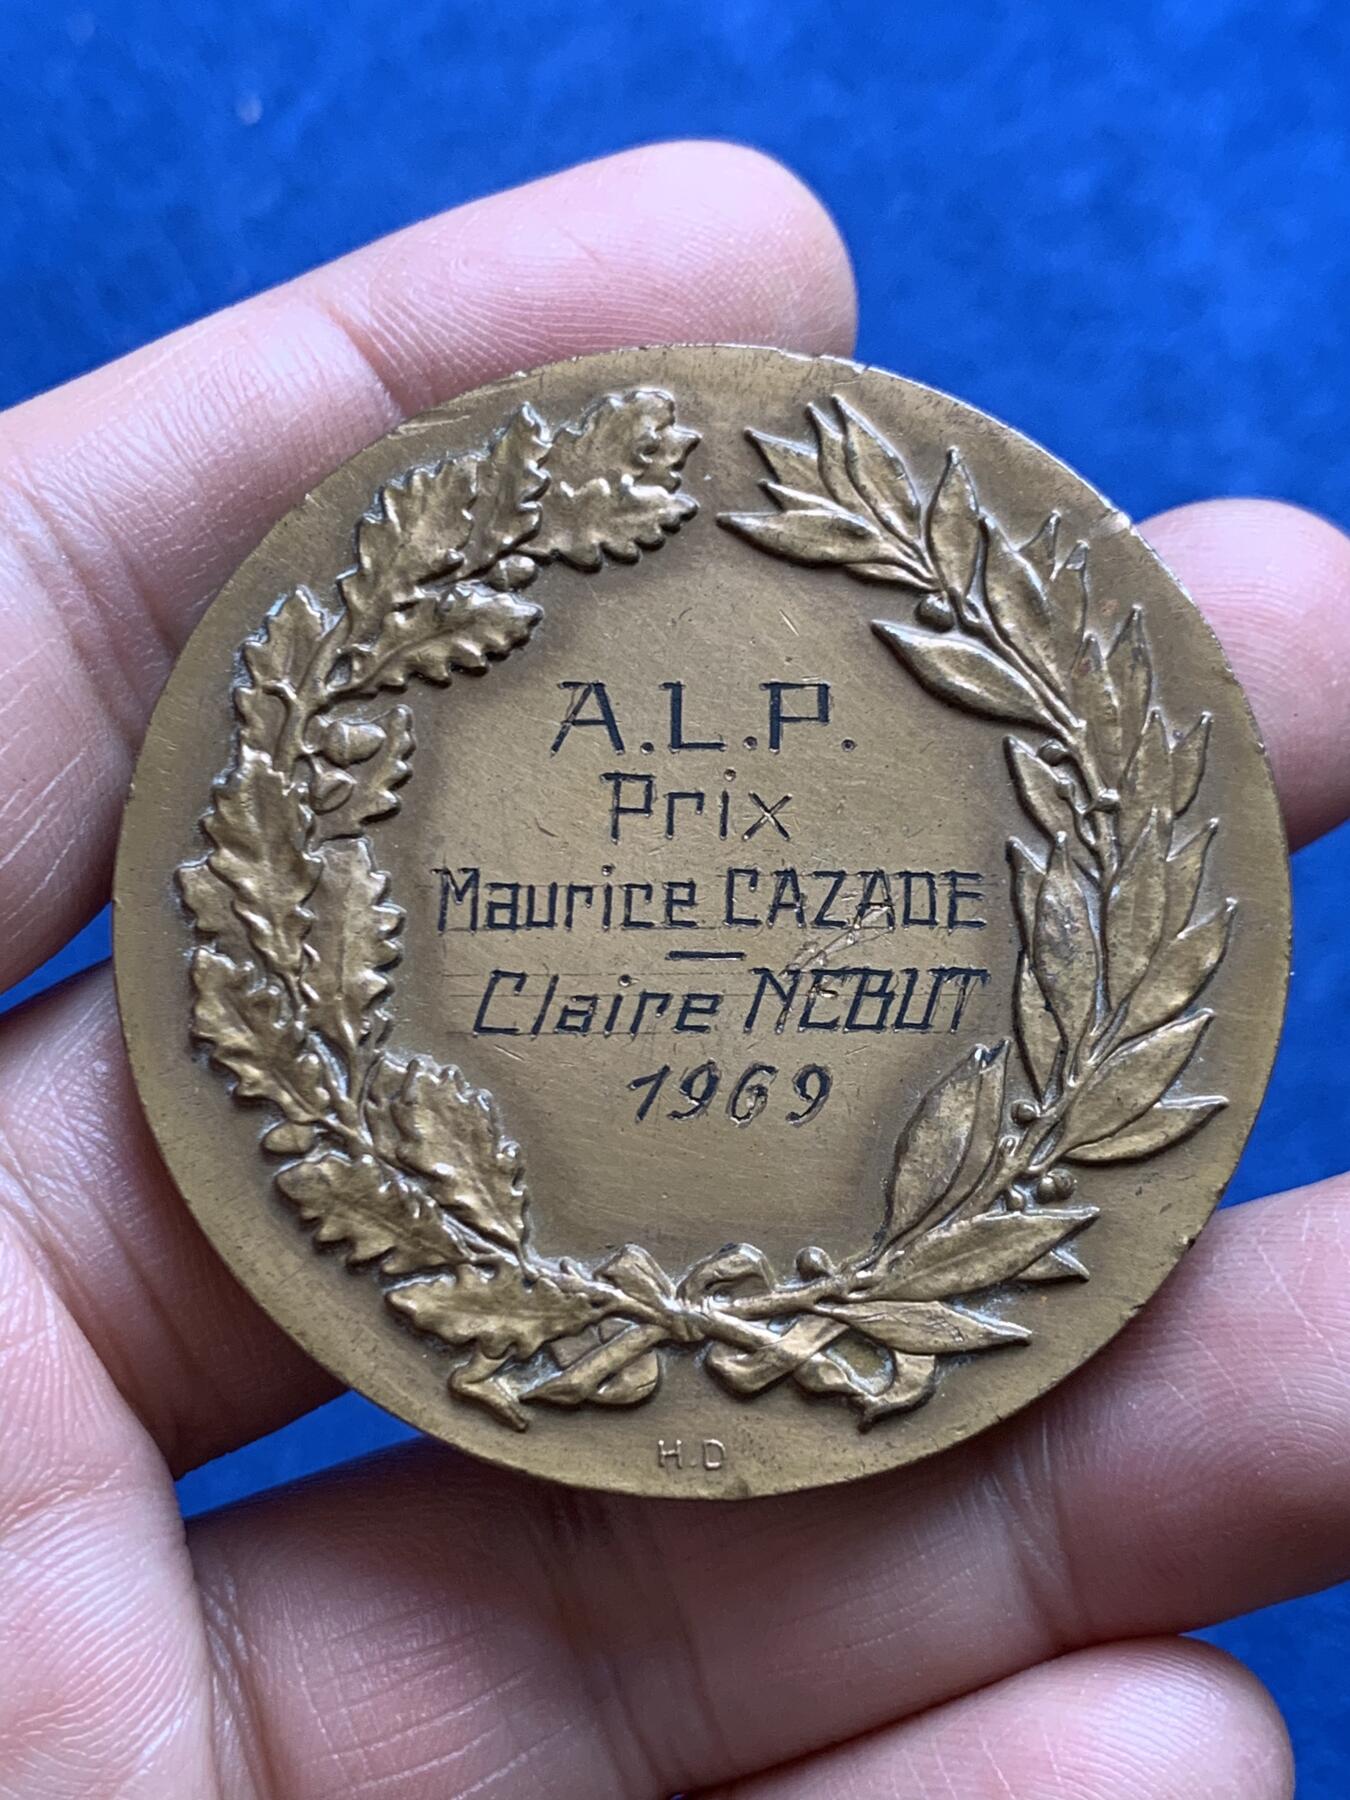 A.L.P.
Prix
Maurice CAZADE
—
Claire NEBUT
1969
H.D